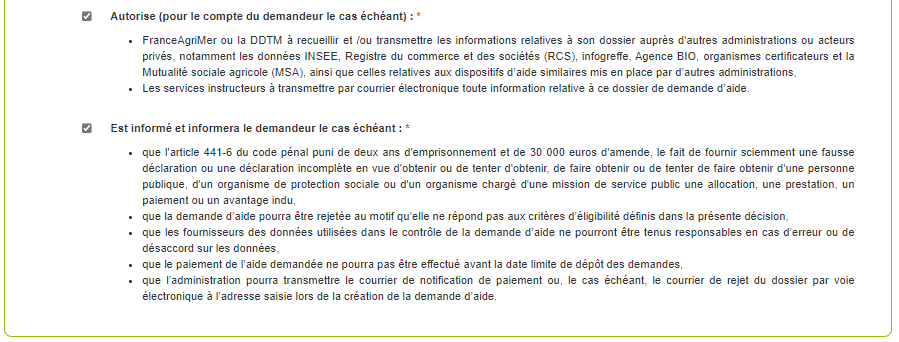 Autorise (pour le compte du demandeur le cas échéant) : *
• FranceAgriMer ou la DDTM à recueillir et /ou transmettre les informations relatives à son dossier auprès d'autres administrations ou acteurs
privés, notamment les données INSEE, Registre du commerce et des sociétés (RCS), infogreffe, Agence BIO, organismes certificateurs et la
Mutualité sociale agricole (MSA), ainsi que celles relatives aux dispositifs d'aide similaires mis en place par d'autres administrations,
• Les services instructeurs à transmettre par courrier électronique toute information relative à ce dossier de demande d'aide.
Est informé et informera le demandeur le cas échéant : *
• que l'article 441-6 du code pénal puni de deux ans d'emprisonnement et de 30 000 euros d'amende, le fait de fournir sciemment une fausse
déclaration ou une déclaration incomplète en vue d'obtenir ou de tenter d'obtenir, de faire obtenir ou de tenter de faire obtenir d'une personne
publique, d'un organisme de protection sociale ou d'un organisme chargé d'une mission de service public une allocation, une prestation, un
paiement ou un avantage indu,
• que la demande d'aide pourra être rejetée au motif qu'elle ne répond pas aux critères d'éligibilité définis dans la présente décision,
• que les fournisseurs des données utilisées dans le contrôle de la demande d'aide ne pourront être tenus responsables en cas d'erreur ou de
désaccord sur les données,
• que le paiement de l'aide demandée ne pourra pas être effectué avant la date limite de dépôt des demandes,
• que l'administration pourra transmettre le courrier de notification de paiement ou, le cas échéant, le courrier de rejet du dossier par voie
électronique à l'adresse saisie lors de la création de la demande d'aide.